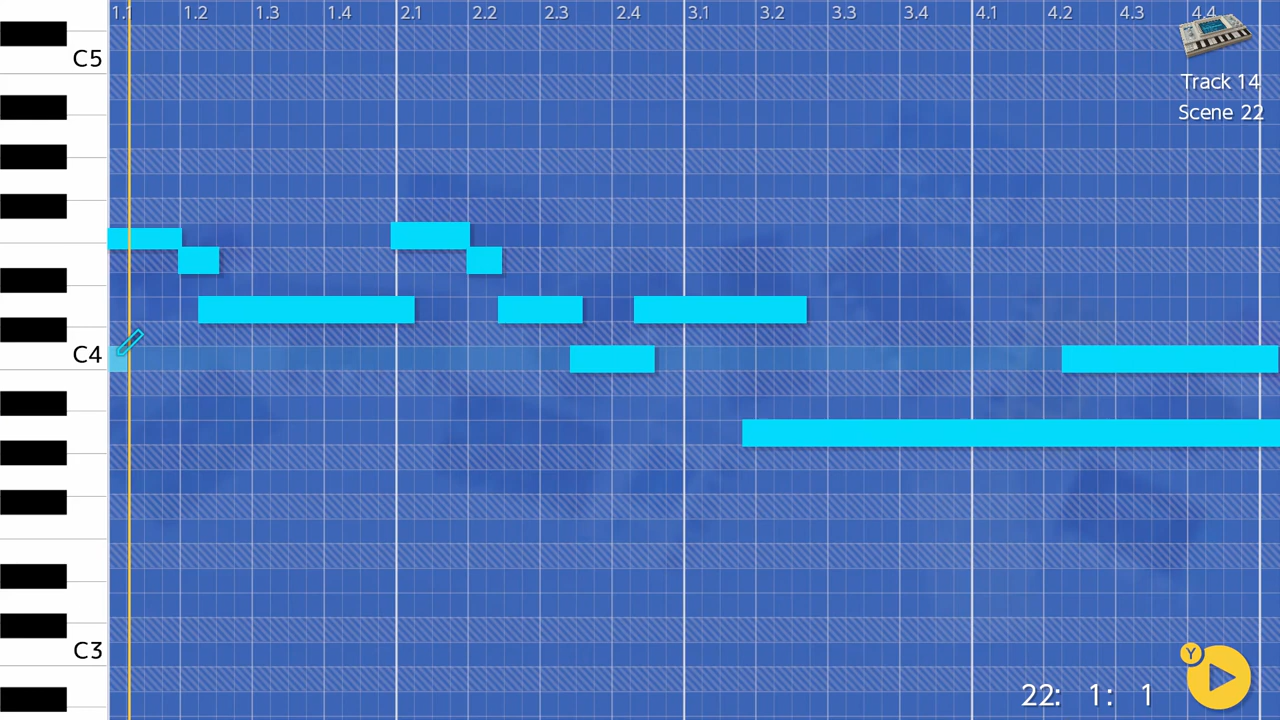 1.1 1.2 1.3 1.4 2.1 2.2 2.3 2.4 3.1 3.2 3.3 3.4 4.1 4.2 4.3 4.4
C5
Track 14
Scene 22
C4
C3
Y
22: 1: 1